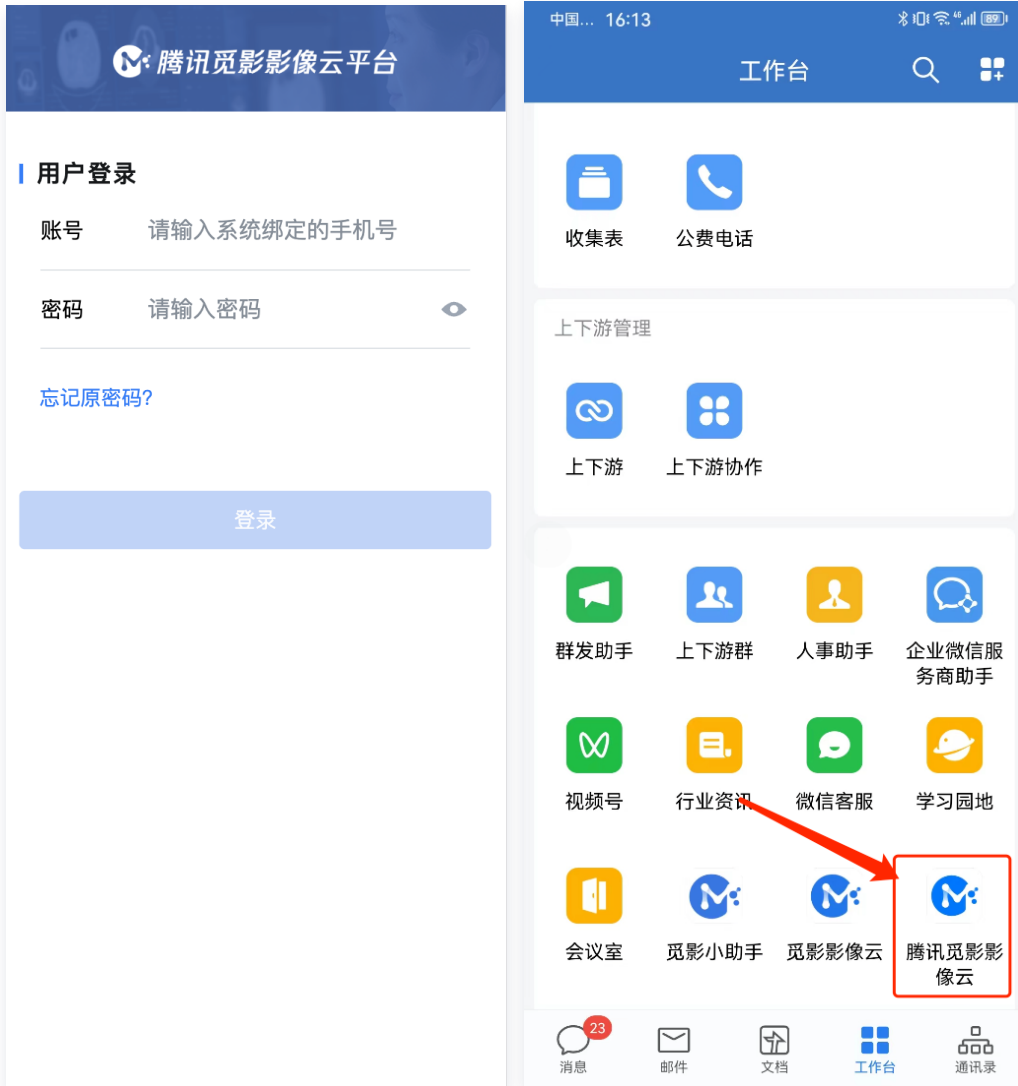 腾讯觅影影像云平台
用户登录
账号 请输入系统绑定的手机号
密码 请输入密码
忘记原密码?
登录
中国... 16:13 46 89
工作台
收集表 公费电话
上下游管理
上下游 上下游协作
群发助手 上下游群 人事助手 企业微信服
务商助手
视频号 行业资讯 微信客服 学习园地
会议室 觅影小助手 觅影影像云 腾讯觅影影
像云
23
消息 邮件 文档 工作台 通讯录